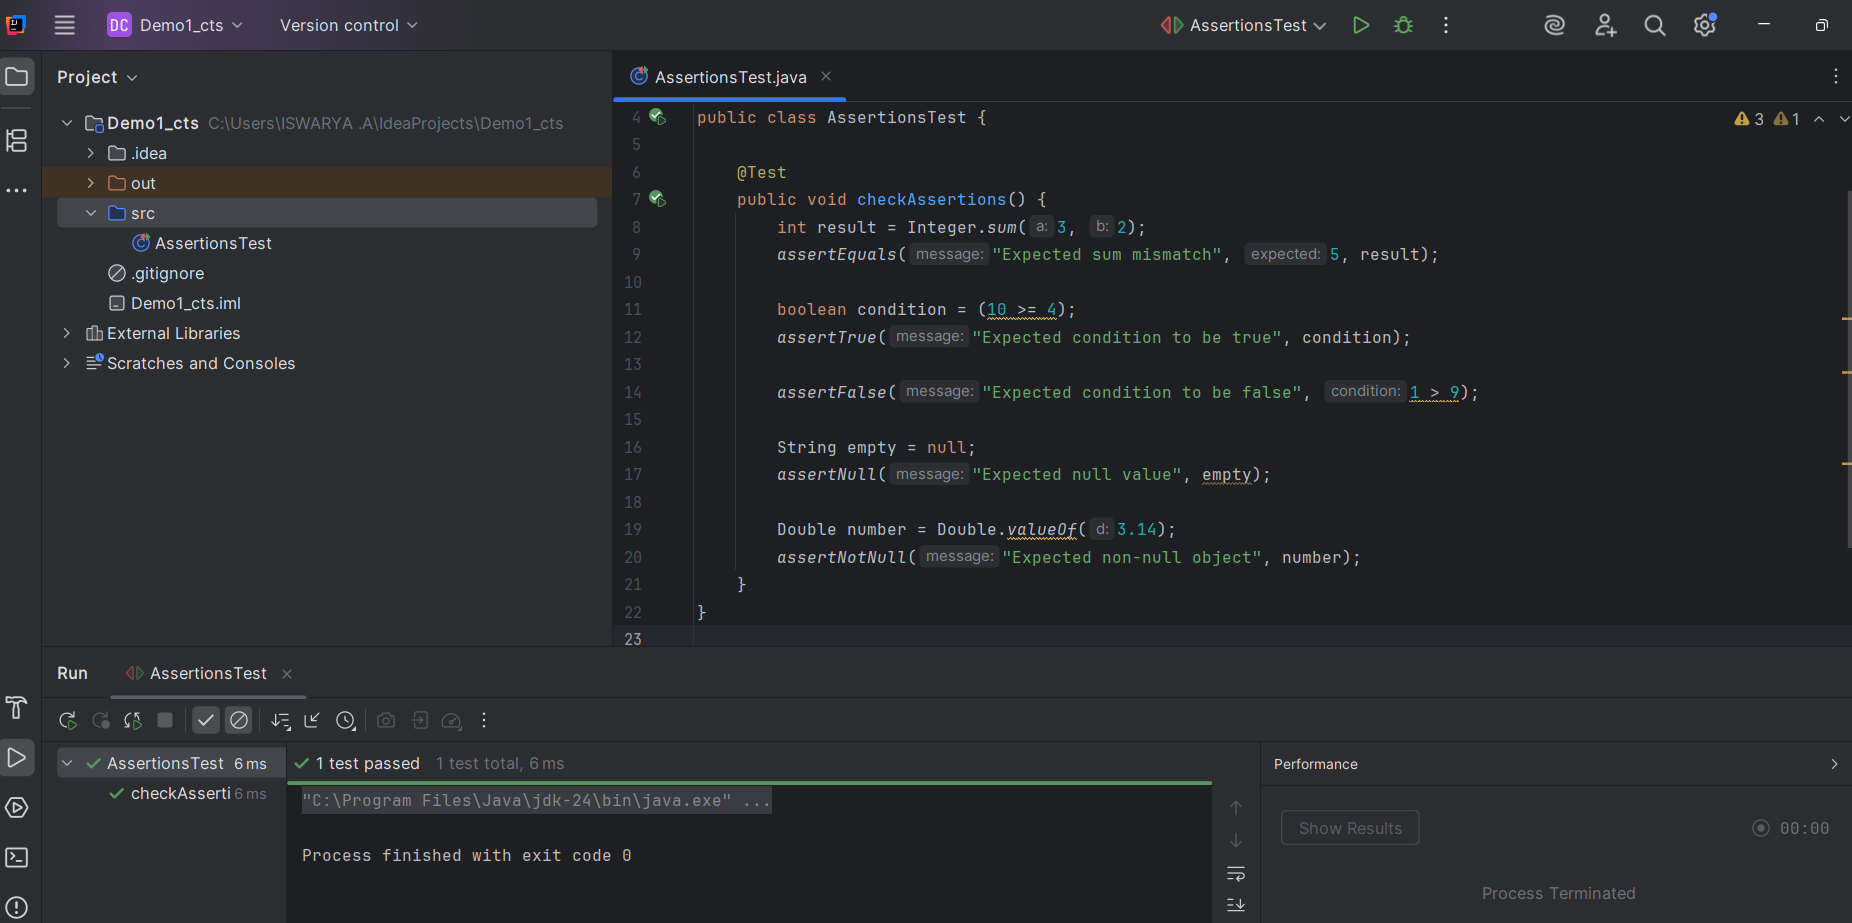 DC Demo1_cts Version control AssertionsTest
Project
AssertionsTest.java
Demo1_cts C:\Users\ISWARYA .A\IdeaProjects\Demo1_cts
.idea
out
src
AssertionsTest
.gitignore
Demo1_cts.iml
External Libraries
Scratches and Consoles
3 1
4 public class AssertionsTest {
5
6 @Test
7 public void checkAssertions() {
8 int result = Integer.sum( a: 3, b: 2);
9 assertEquals( message: "Expected sum mismatch", expected: 5, result);
10
11 boolean condition = (10 >= 4);
12 assertTrue( message: "Expected condition to be true", condition);
13
14 assertFalse( message: "Expected condition to be false", condition: 1 > 9);
15
16 String empty = null;
17 assertNull( message: "Expected null value", empty);
18
19 Double number = Double.valueOf( d: 3.14);
20 assertNotNull( message: "Expected non-null object", number);
21 }
22 }
23
Run AssertionsTest
AssertionsTest 6 ms
checkAsserti 6 ms
1 test passed 1 test total, 6 ms
"C:\Program Files\Java\jdk-24\bin\java.exe" ...
Process finished with exit code 0
Performance
Show Results 00:00
Process Terminated